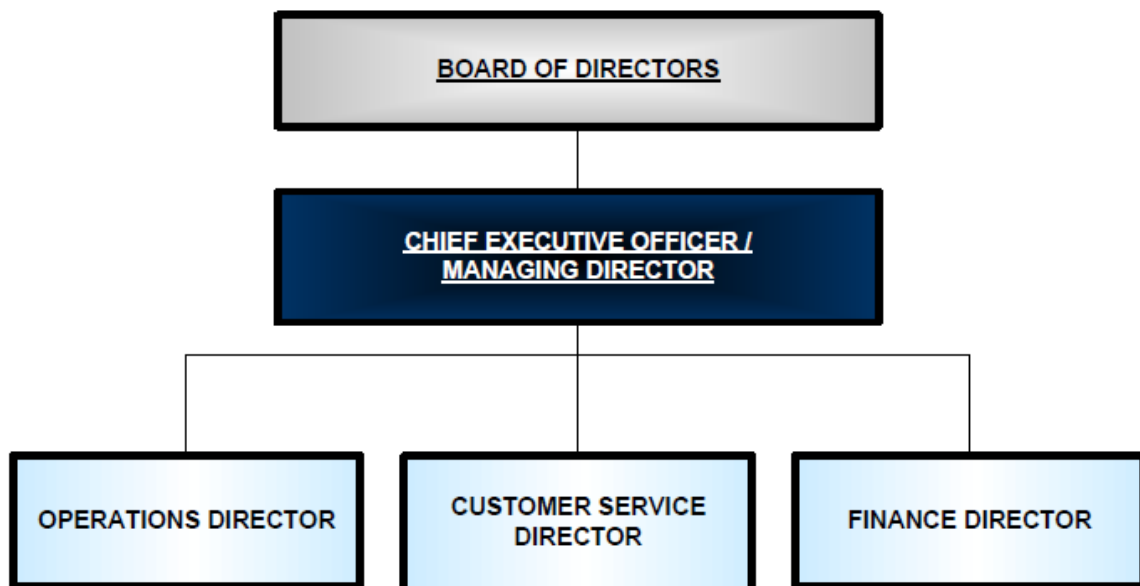 BOARD OF DIRECTORS
CHIEF EXECUTIVE OFFICER /
MANAGING DIRECTOR
OPERATIONS DIRECTOR
CUSTOMER SERVICE
DIRECTOR
FINANCE DIRECTOR